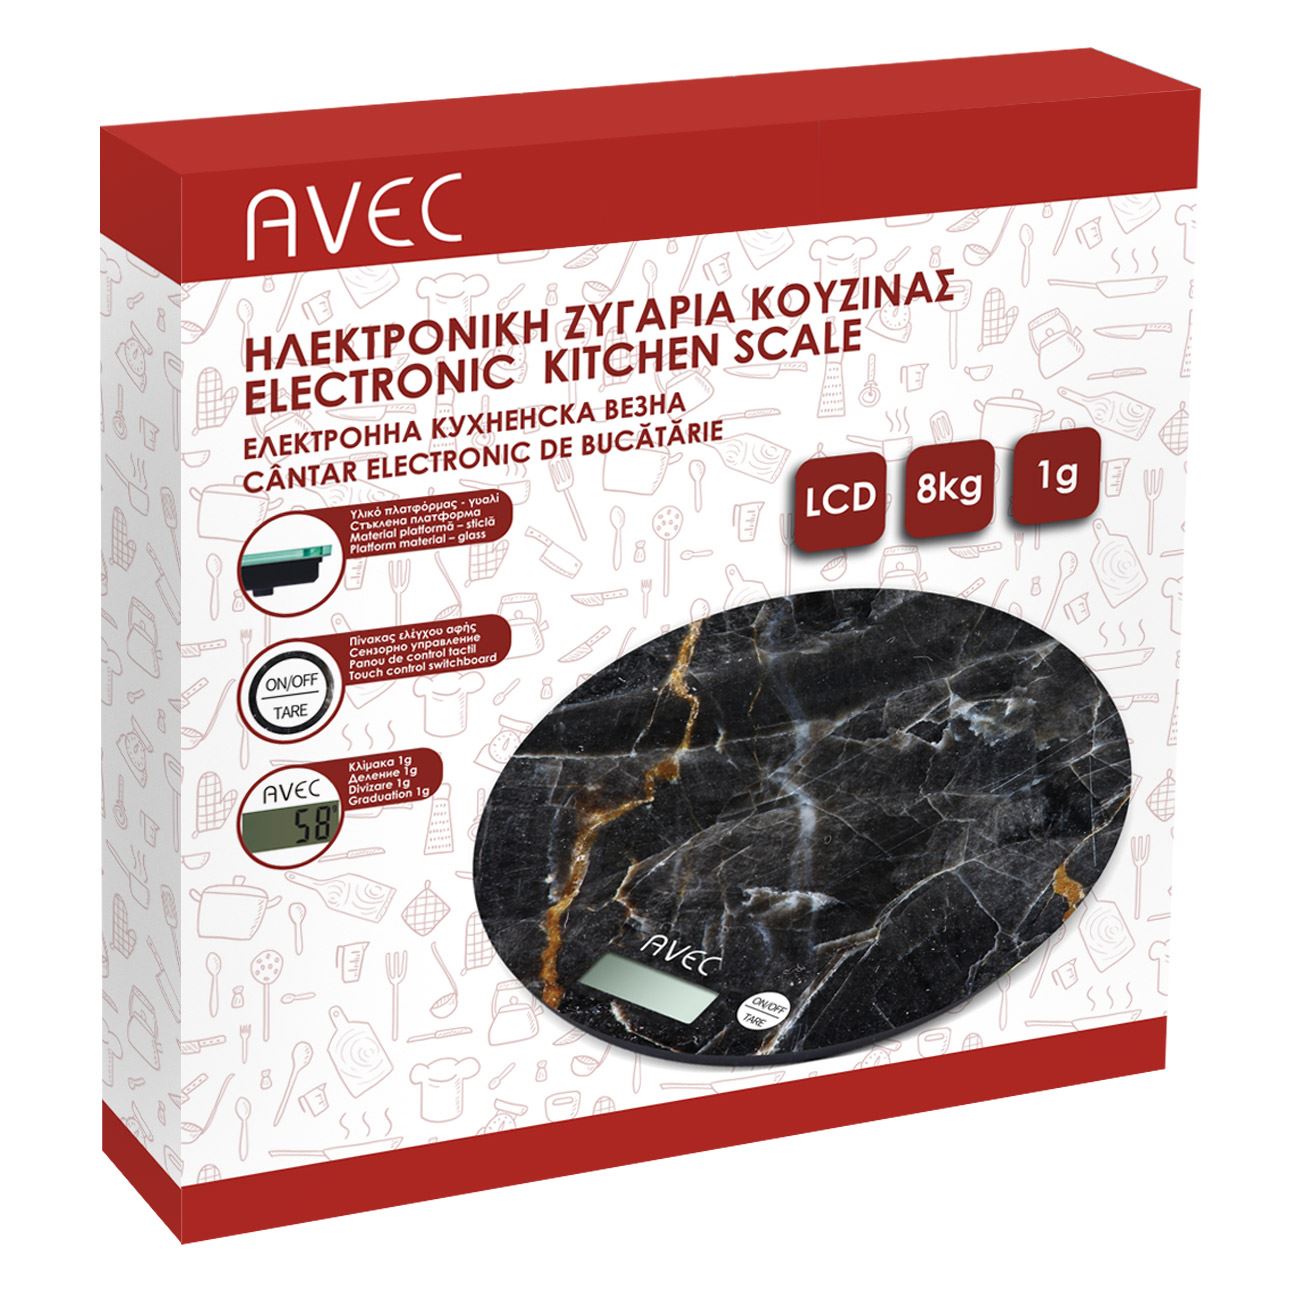 AVEC
ΗΛΕΚΤΡΟΝΙΚΗ ΖΥΓΑΡΙΑ ΚΟΥΖΙΝΑΣ
ELECTRONIC KITCHEN SCALE
ЕЛЕКТРОННА КУХНЕНСКА ВЕЗНА
CÂNTAR ELECTRONIC DE BUCĂTĂRIE
LCD
8kg
1g
Υλικό πλατφόρμας - γυαλί
Стъклена платформа
Material platformă – sticlă
Platform material – glass
Πίνακας ελέγχου αφής
Сензорно управление
Panou de control tactil
Touch control switchboard
ON/OFF
TARE
Κλίμακα 1g
Деление 1g
Divizare 1g
Graduation 1g
AVEC
58
AVEC
ON/OFF
TARE